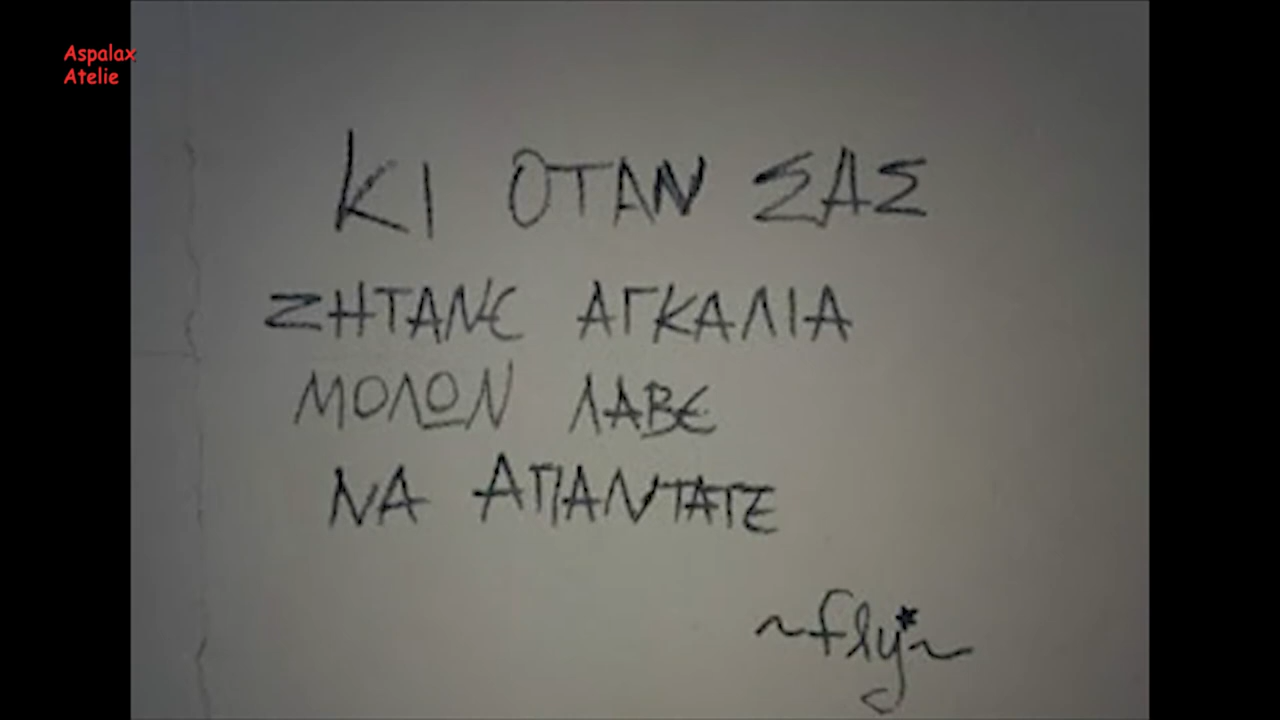 Aspalax
Atelie
ΚΙ ΟΤΑΝ ΣΑΣ
ΖΗΤΑΝΕ ΑΓΚΑΛΙΑ
ΜΟΛΩΝ ΛΑΒΕ
ΝΑ ΑΠΑΝΤΑΤΕ
~fly*~